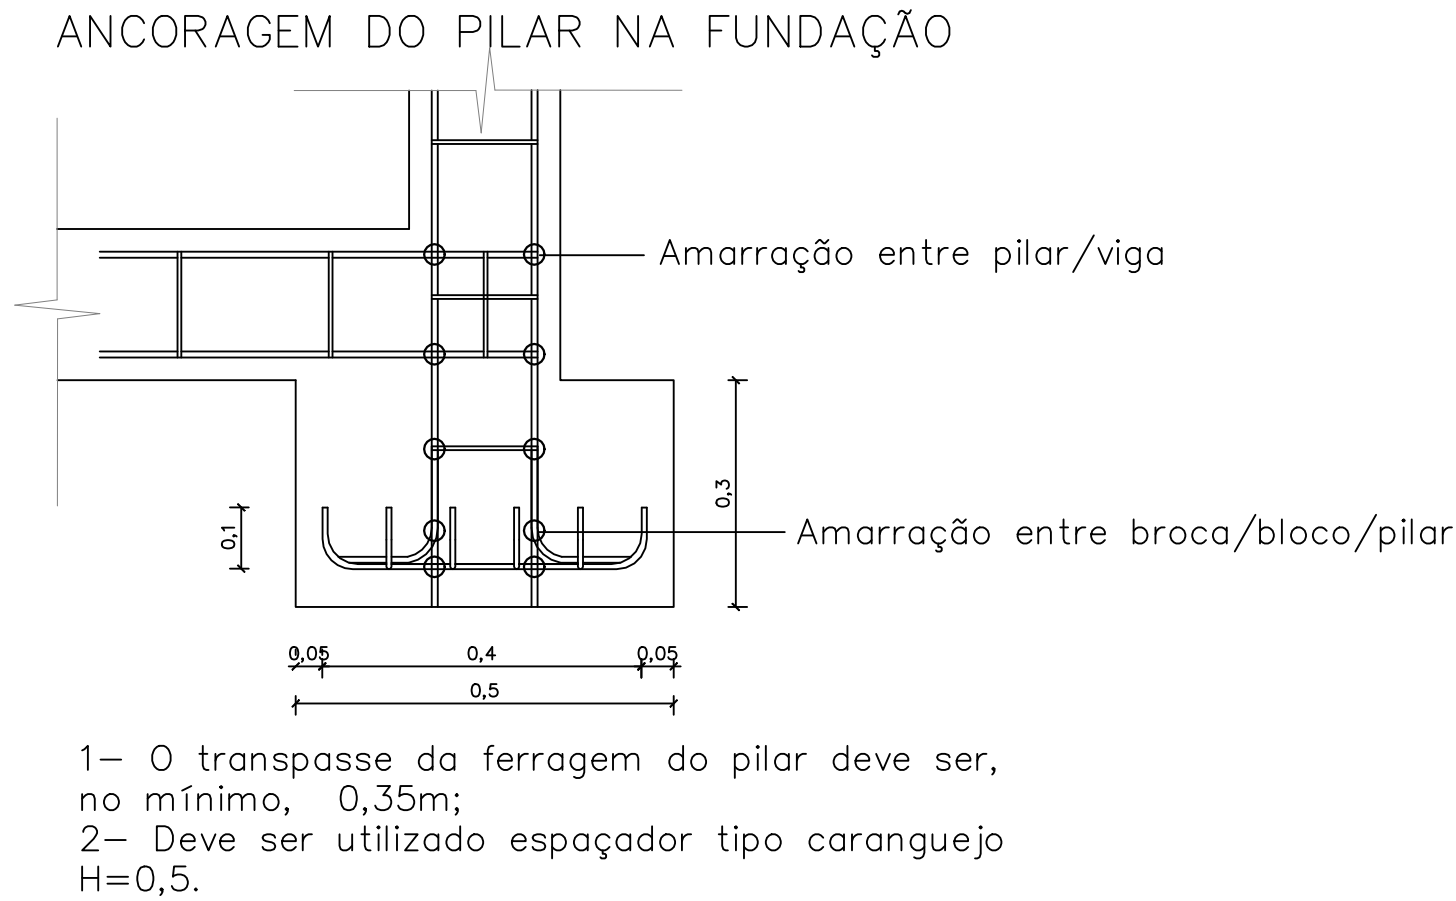 ANCORAGEM DO PILAR NA FUNDAÇÃO
Amarração entre pilar/viga
0,3
0,1
Amarração entre broca/bloco/pilar
0,05 0,4 0,05
0,5
1- O transpasse da ferragem do pilar deve ser,
no mínimo, 0,35m;
2- Deve ser utilizado espaçador tipo caranguejo
H=0,5.